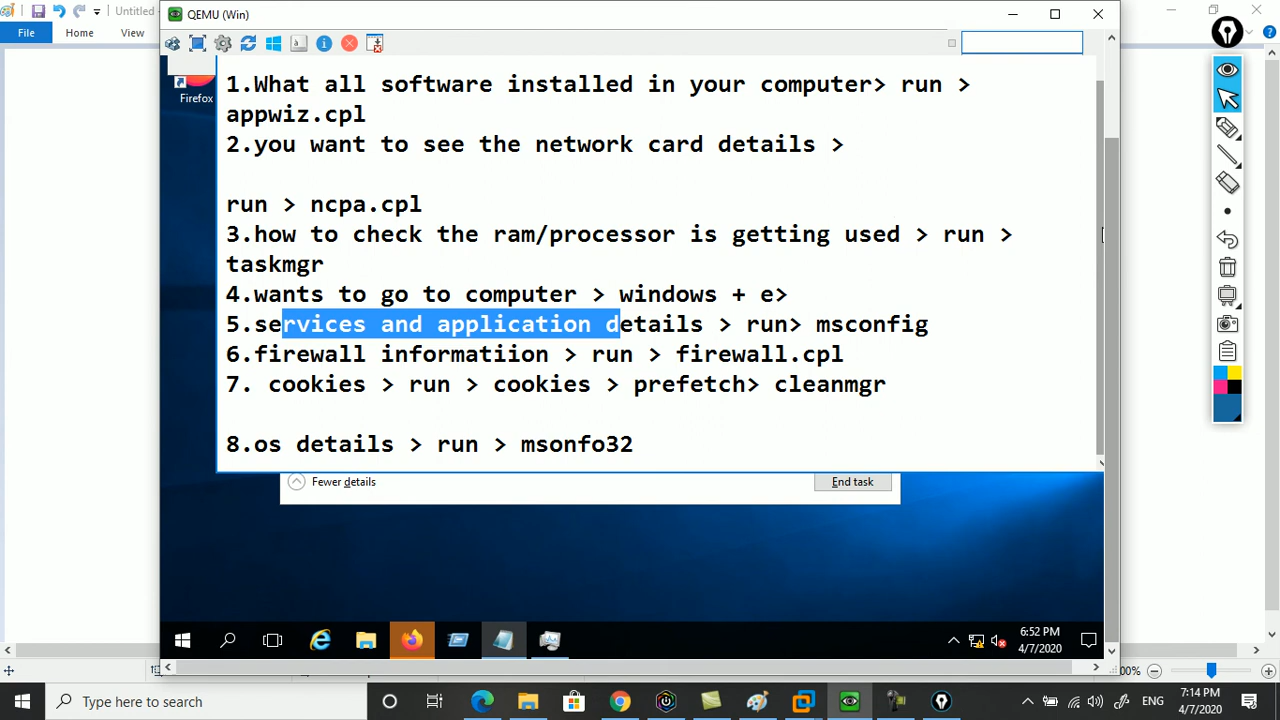 Untitled -
QEMU (Win)
File
Home
View
Firefox
1.What all software installed in your computer> run >
appwiz.cpl
2.you want to see the network card details >
run > ncpa.cpl
3.how to check the ram/processor is getting used > run >
taskmgr
4.wants to go to computer > windows + e>
5.services and application details > run> msconfig
6.firewall informatiion > run > firewall.cpl
7. cookies > run > cookies > prefetch> cleanmgr
8.os details > run > msonfo32
Fewer details
End task
6:52 PM
4/7/2020
00%
Type here to search
ENG
7:14 PM
4/7/2020